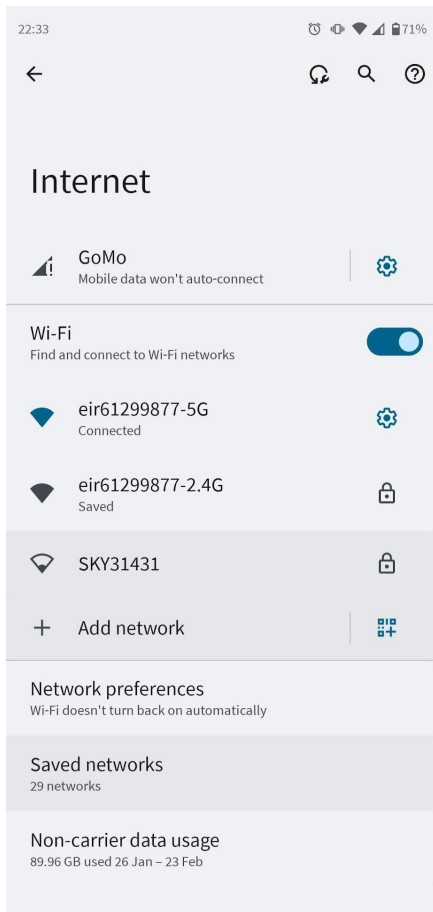 22:33
71%
Internet
GoMo
Mobile data won't auto-connect
Wi-Fi
Find and connect to Wi-Fi networks
eir61299877-5G
Connected
eir61299877-2.4G
Saved
SKY31431
Add network
Network preferences
Wi-Fi doesn't turn back on automatically
Saved networks
29 networks
Non-carrier data usage
89.96 GB used 26 Jan – 23 Feb